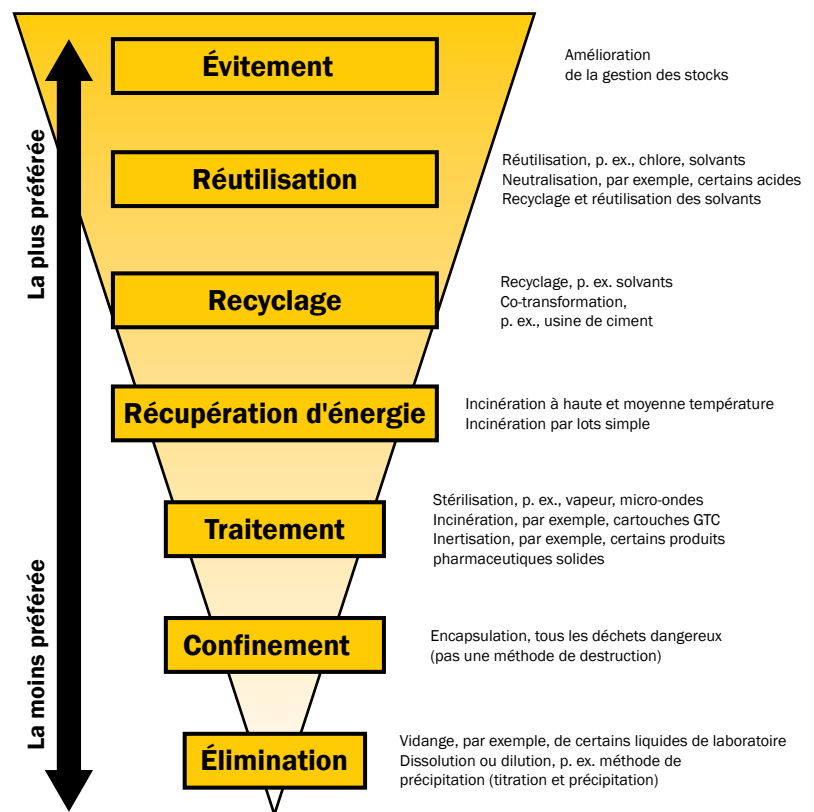 Évitement
Amélioration
de la gestion des stocks
La plus préférée
Réutilisation
Réutilisation, p. ex., chlore, solvants
Neutralisation, par exemple, certains acides
Recyclage et réutilisation des solvants
Recyclage
Recyclage, p. ex. solvants
Co-transformation,
p. ex., usine de ciment
Récupération d'énergie
Incinération à haute et moyenne température
Incinération par lots simple
Traitement
Stérilisation, p. ex., vapeur, micro-ondes
Incinération, par exemple, cartouches GTC
Inertisation, par exemple, certains produits
pharmaceutiques solides
La moins préférée
Confinement
Encapsulation, tous les déchets dangereux
(pas une méthode de destruction)
Élimination
Vidange, par exemple, de certains liquides de laboratoire
Dissolution ou dilution, p. ex. méthode de
précipitation (titration et précipitation)